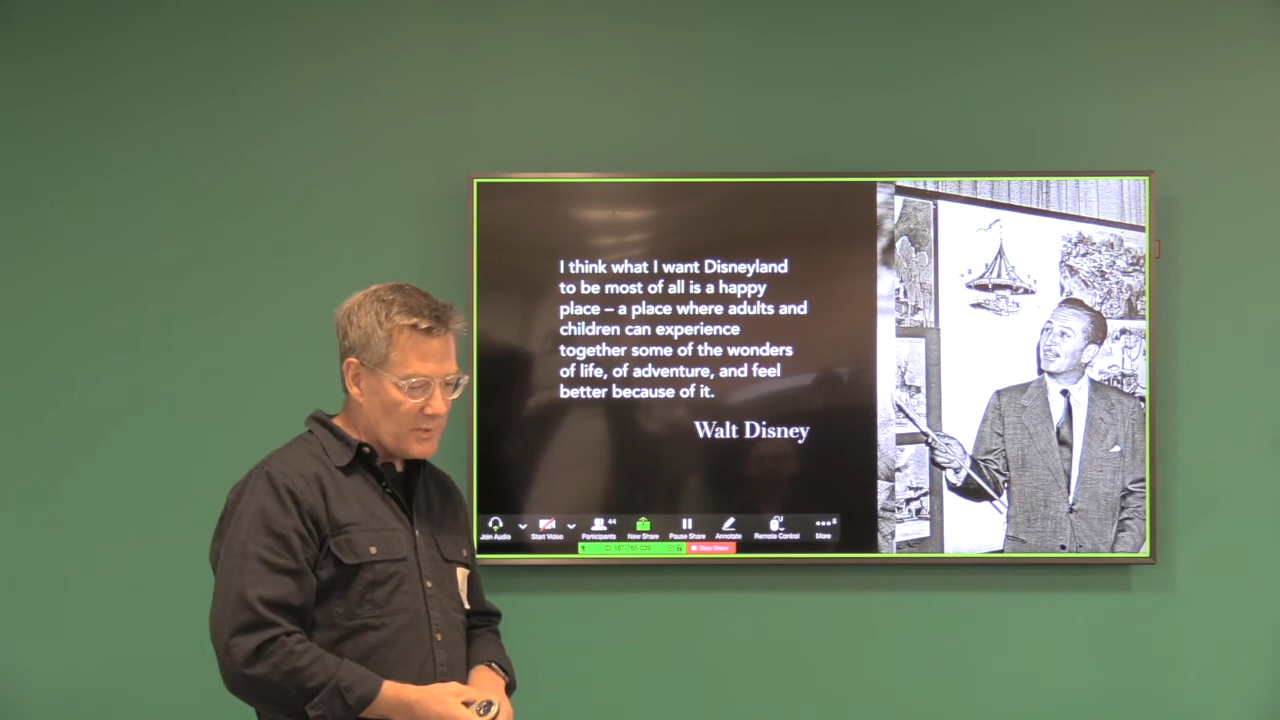 I think what I want Disneyland
to be most of all is a happy
place – a place where adults and
children can experience
together some of the wonders
of life, of adventure, and feel
better because of it.
Walt Disney
Join Audio
Start Video
Participants
44
New Share
Pause Share
Annotate
Remote Control
More
Stop Share